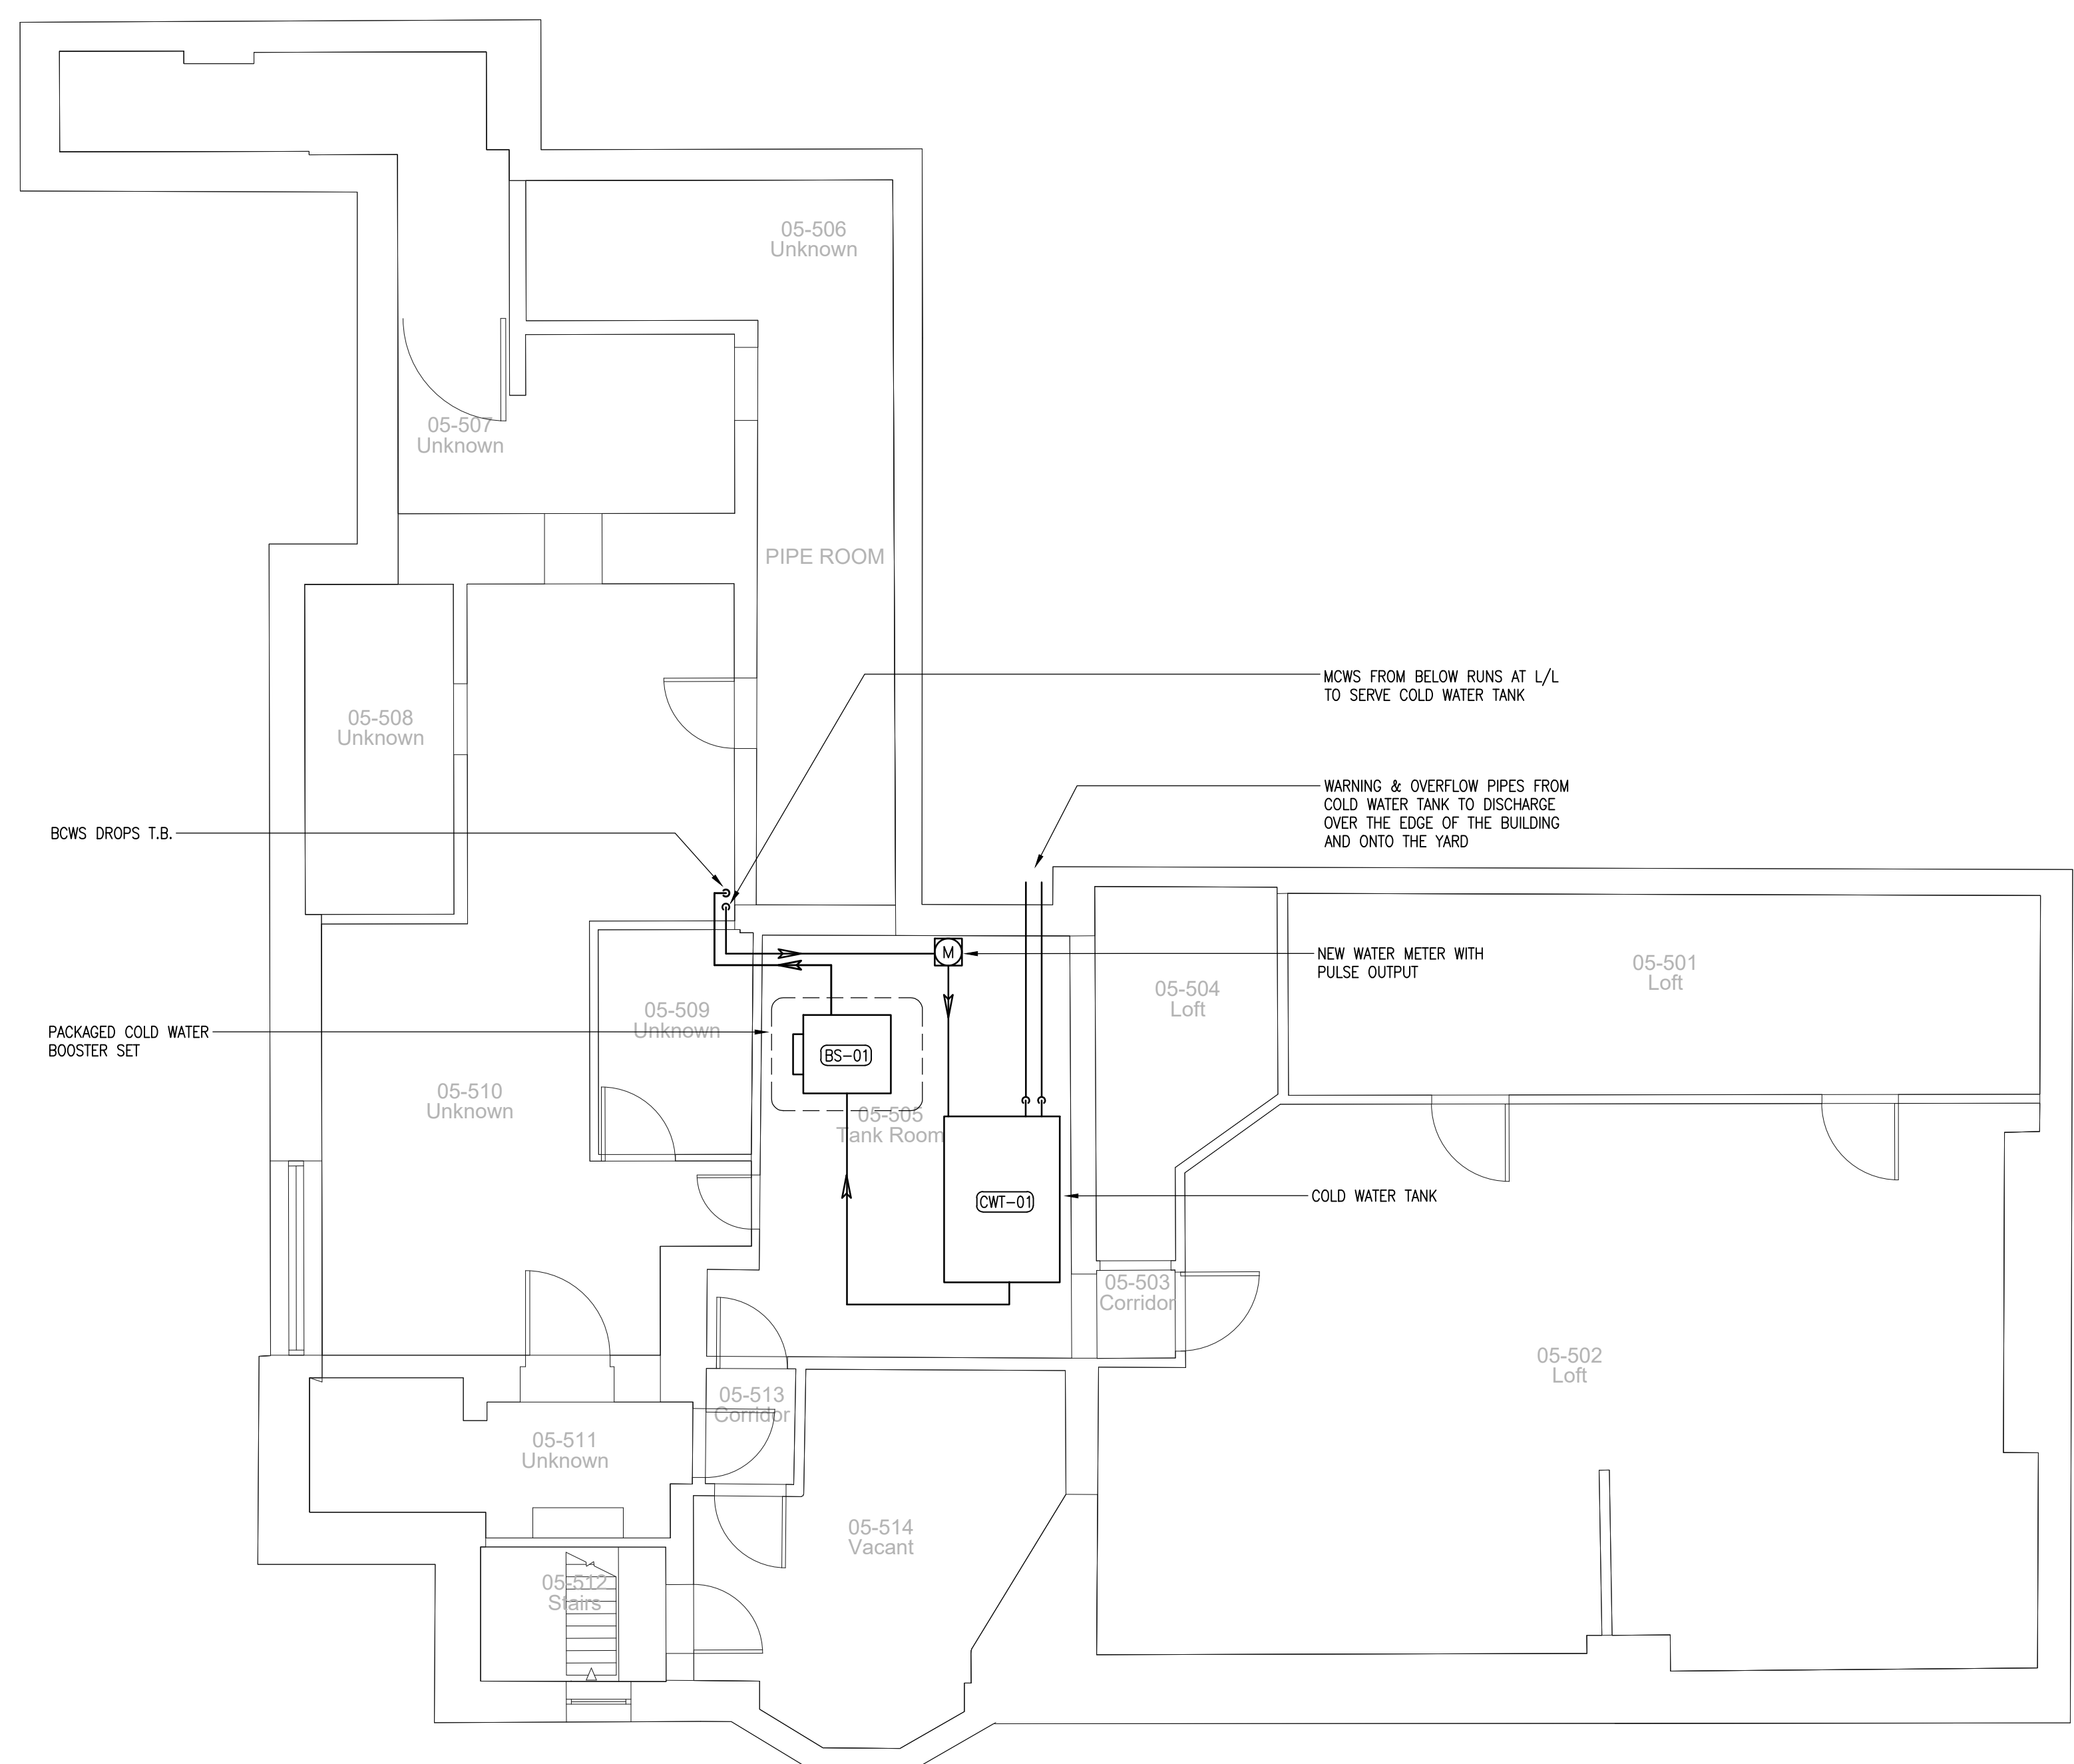 05-506
Unknown
05-507
Unknown
PIPE ROOM
MCWS FROM BELOW RUNS AT L/L
TO SERVE COLD WATER TANK
05-508
Unknown
WARNING & OVERFLOW PIPES FROM
COLD WATER TANK TO DISCHARGE
OVER THE EDGE OF THE BUILDING
AND ONTO THE YARD
BCWS DROPS T.B.
M
NEW WATER METER WITH
PULSE OUTPUT
05-501
Loft
05-504
Loft
05-509
Unknown
PACKAGED COLD WATER
BOOSTER SET
BS-01
05-510
Unknown
05-505
Tank Room
CWT-01
COLD WATER TANK
05-503
Corridor
05-502
Loft
05-513
Corridor
05-511
Unknown
05-514
Vacant
05-512
Stairs